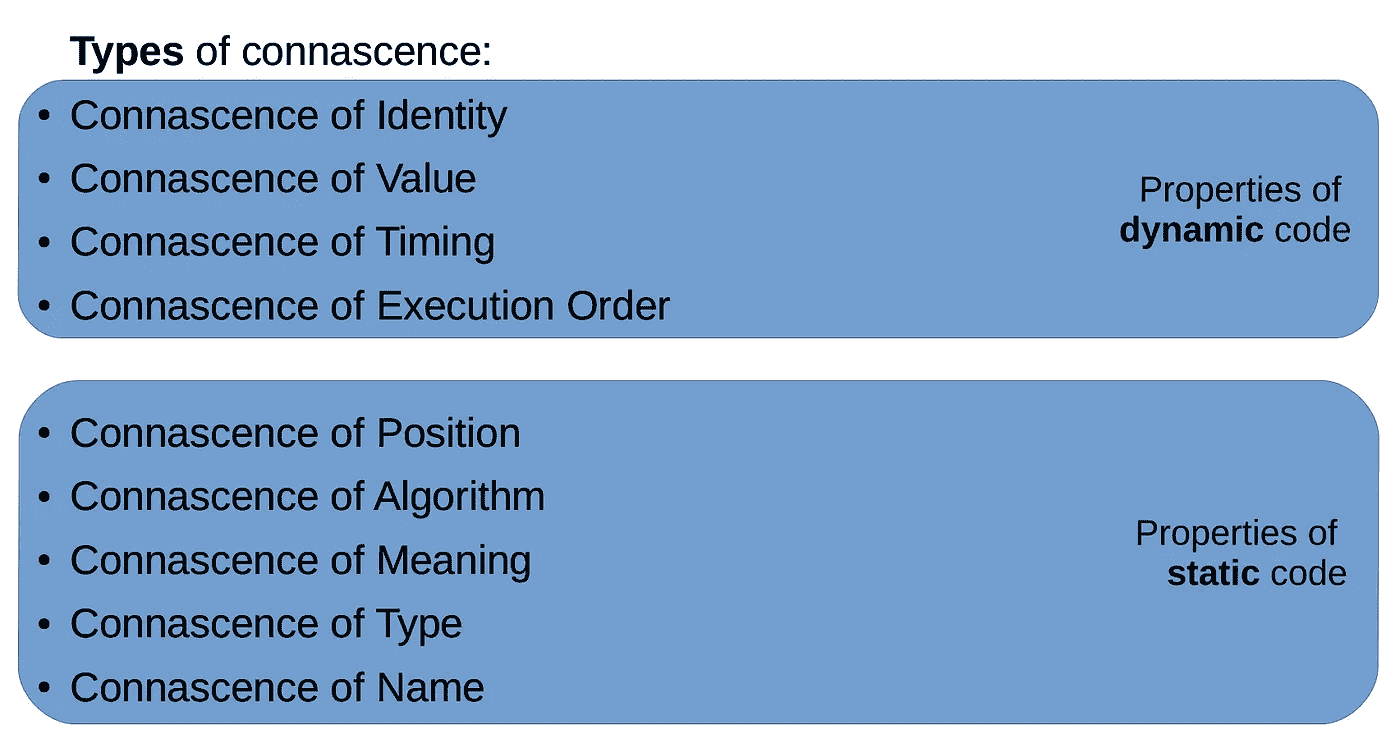 Types of connascence:
• Connascence of Identity
• Connascence of Value
• Connascence of Timing
• Connascence of Execution Order
Properties of
dynamic code
• Connascence of Position
• Connascence of Algorithm
• Connascence of Meaning
• Connascence of Type
• Connascence of Name
Properties of
static code